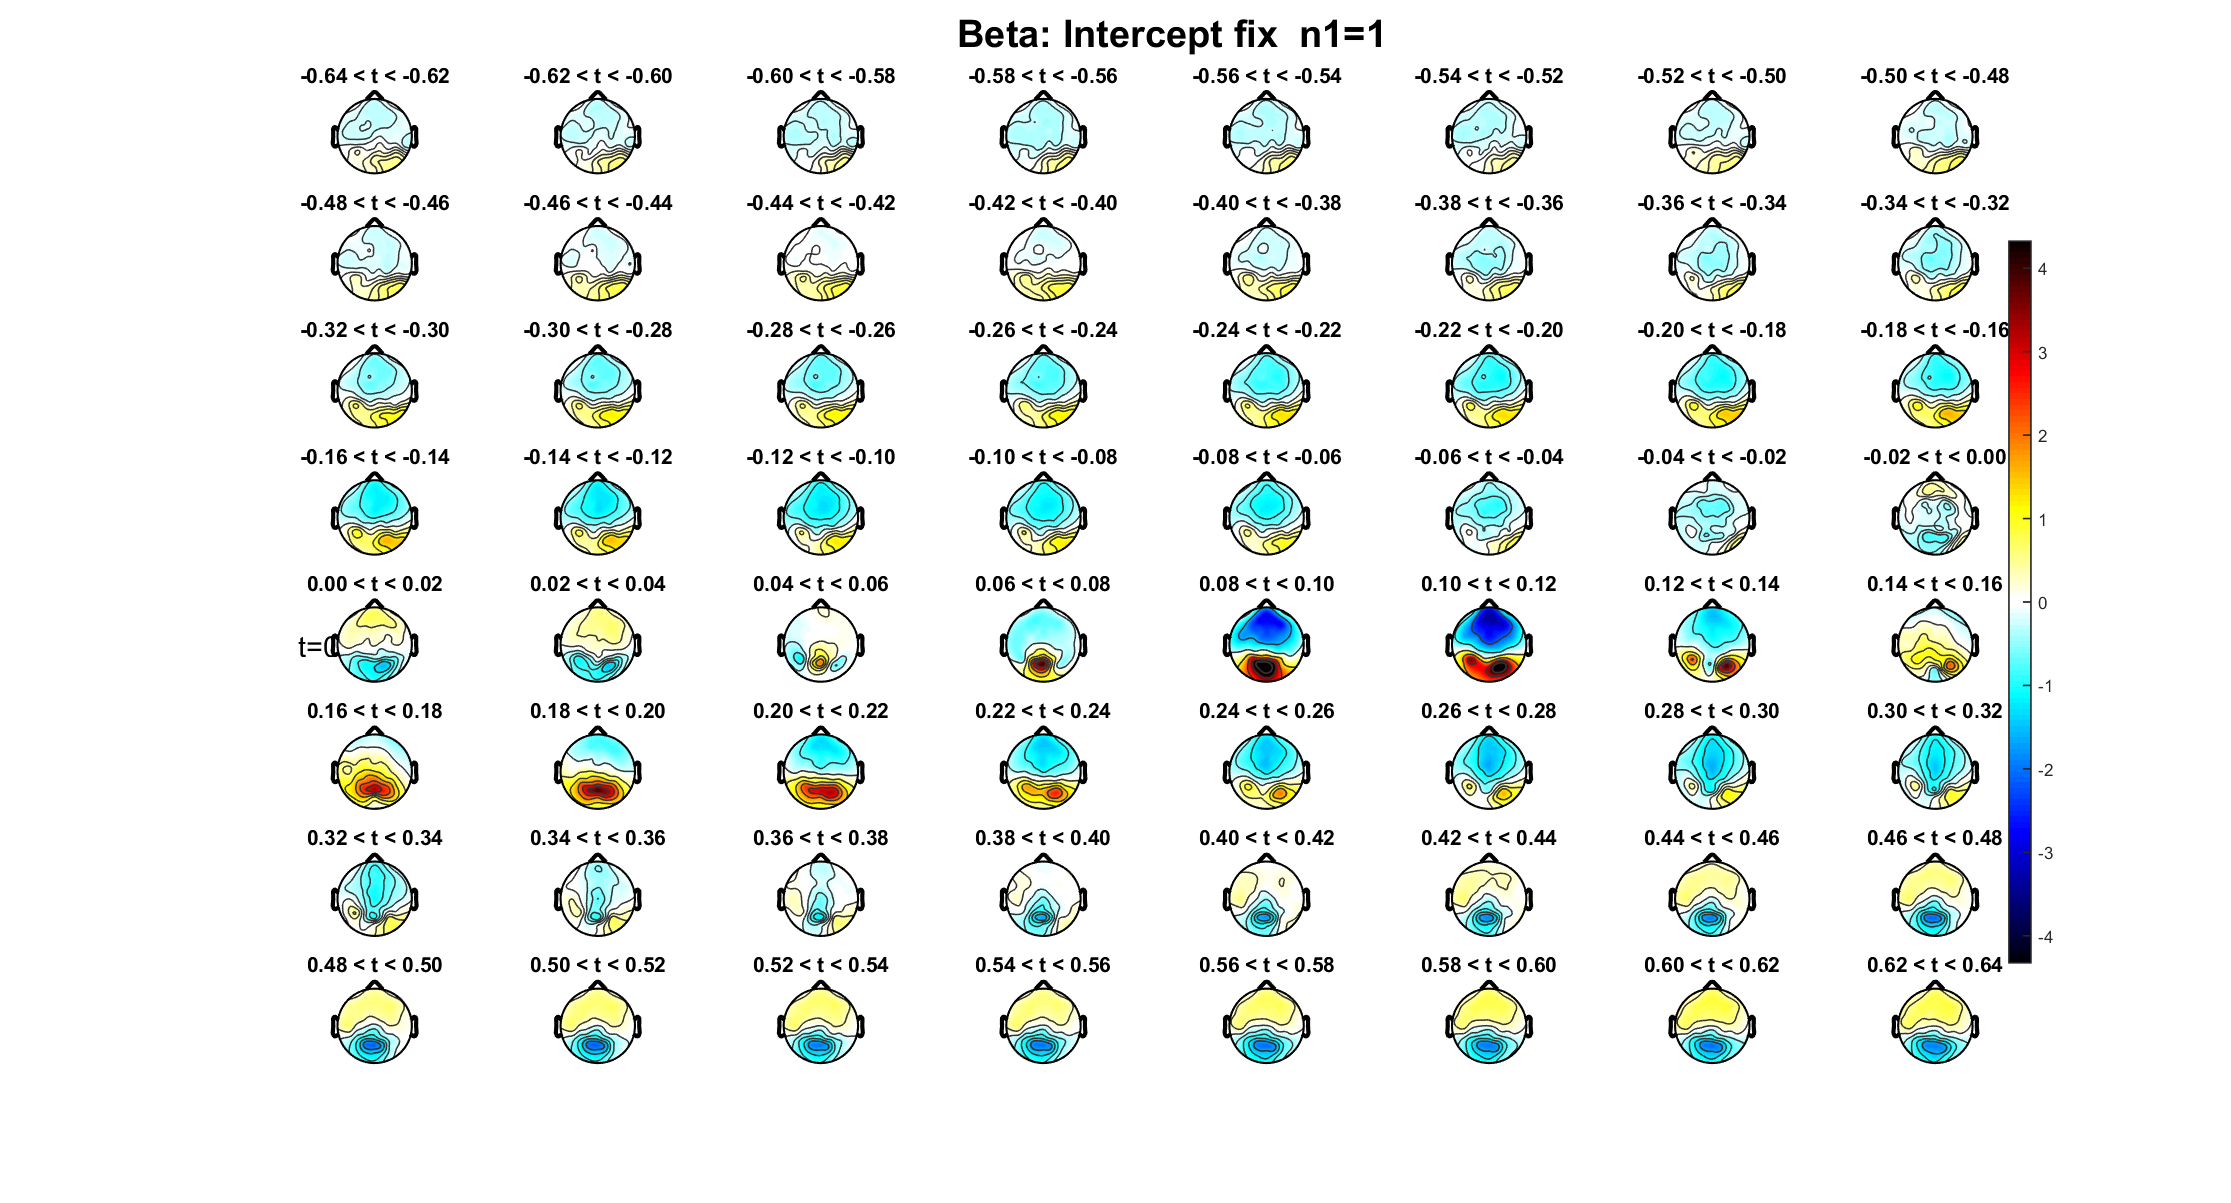 Beta: Intercept fix  n1=1
-0.64 < t < -0.62 -0.62 < t < -0.60 -0.60 < t < -0.58 -0.58 < t < -0.56 -0.56 < t < -0.54 -0.54 < t < -0.52 -0.52 < t < -0.50 -0.50 < t < -0.48
-0.48 < t < -0.46 -0.46 < t < -0.44 -0.44 < t < -0.42 -0.42 < t < -0.40 -0.40 < t < -0.38 -0.38 < t < -0.36 -0.36 < t < -0.34 -0.34 < t < -0.32
-0.32 < t < -0.30 -0.30 < t < -0.28 -0.28 < t < -0.26 -0.26 < t < -0.24 -0.24 < t < -0.22 -0.22 < t < -0.20 -0.20 < t < -0.18 -0.18 < t < -0.16
-0.16 < t < -0.14 -0.14 < t < -0.12 -0.12 < t < -0.10 -0.10 < t < -0.08 -0.08 < t < -0.06 -0.06 < t < -0.04 -0.04 < t < -0.02 -0.02 < t < 0.00
0.00 < t < 0.02 0.02 < t < 0.04 0.04 < t < 0.06 0.06 < t < 0.08 0.08 < t < 0.10 0.10 < t < 0.12 0.12 < t < 0.14 0.14 < t < 0.16
t=0
0.16 < t < 0.18 0.18 < t < 0.20 0.20 < t < 0.22 0.22 < t < 0.24 0.24 < t < 0.26 0.26 < t < 0.28 0.28 < t < 0.30 0.30 < t < 0.32
0.32 < t < 0.34 0.34 < t < 0.36 0.36 < t < 0.38 0.38 < t < 0.40 0.40 < t < 0.42 0.42 < t < 0.44 0.44 < t < 0.46 0.46 < t < 0.48
0.48 < t < 0.50 0.50 < t < 0.52 0.52 < t < 0.54 0.54 < t < 0.56 0.56 < t < 0.58 0.58 < t < 0.60 0.60 < t < 0.62 0.62 < t < 0.64
4
3
2
1
0
-1
-2
-3
-4